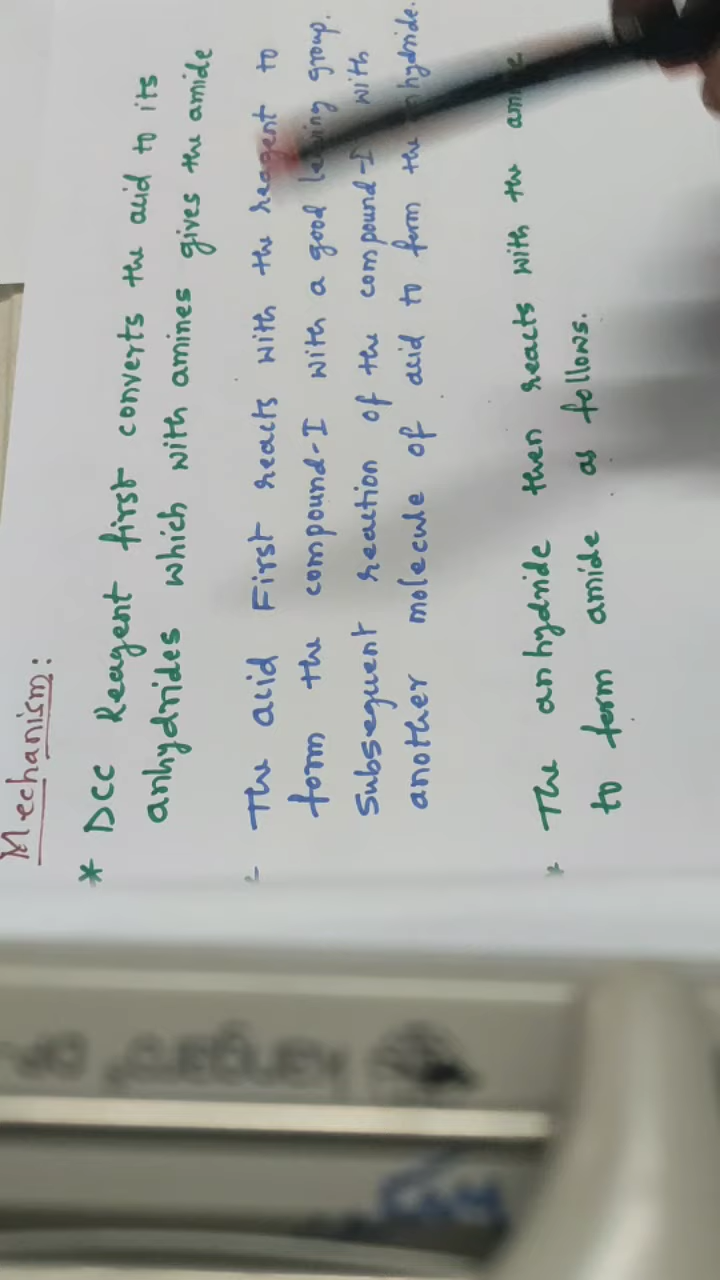 Mechanism:
* DCC Reagent first converts the acid to its
anhydrides which with amines gives the amide
* The acid First reacts with the reagent to
form the compound-I with a good leaving group.
Subsequent reaction of the compound-I with
another molecule of acid to form the anhydride.
* The anhydride then reacts with the amine
to form amide as follows.